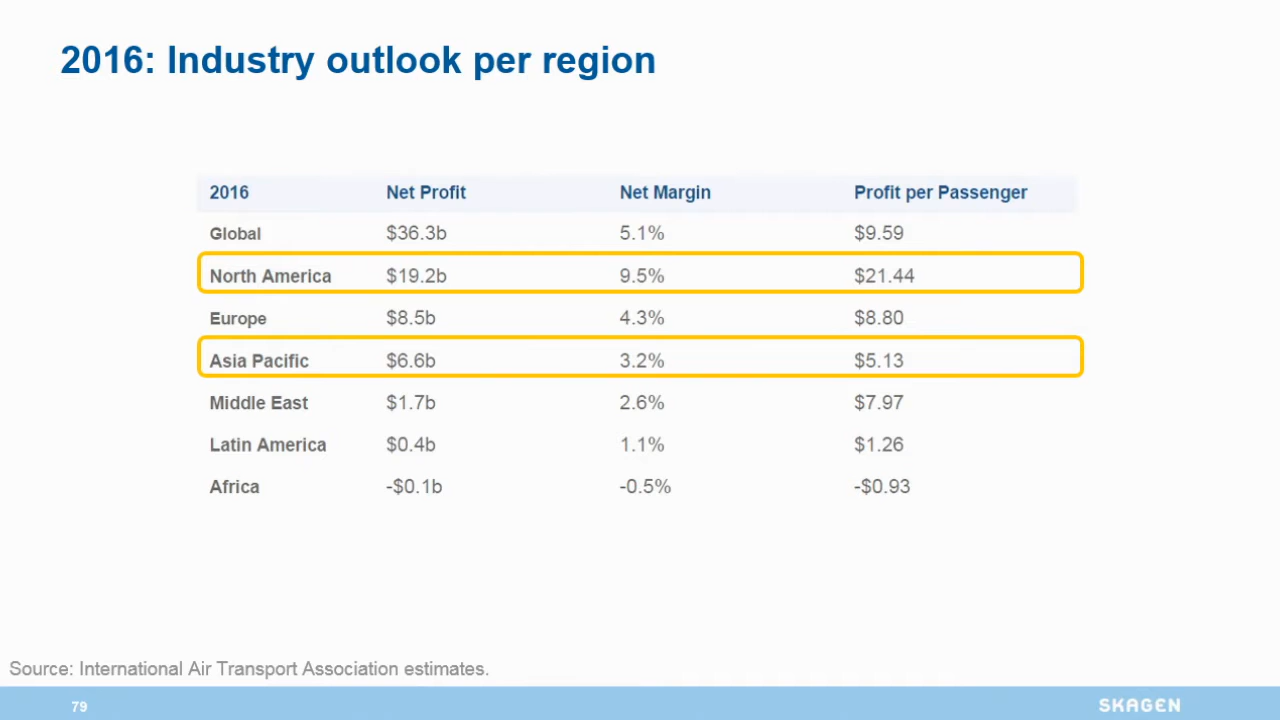 2016: Industry outlook per region
2016 Net Profit Net Margin Profit per Passenger
Global $36.3b 5.1% $9.59
North America $19.2b 9.5% $21.44
Europe $8.5b 4.3% $8.80
Asia Pacific $6.6b 3.2% $5.13
Middle East $1.7b 2.6% $7.97
Latin America $0.4b 1.1% $1.26
Africa -$0.1b -0.5% -$0.93
Source: International Air Transport Association estimates.
79 SKAGEN